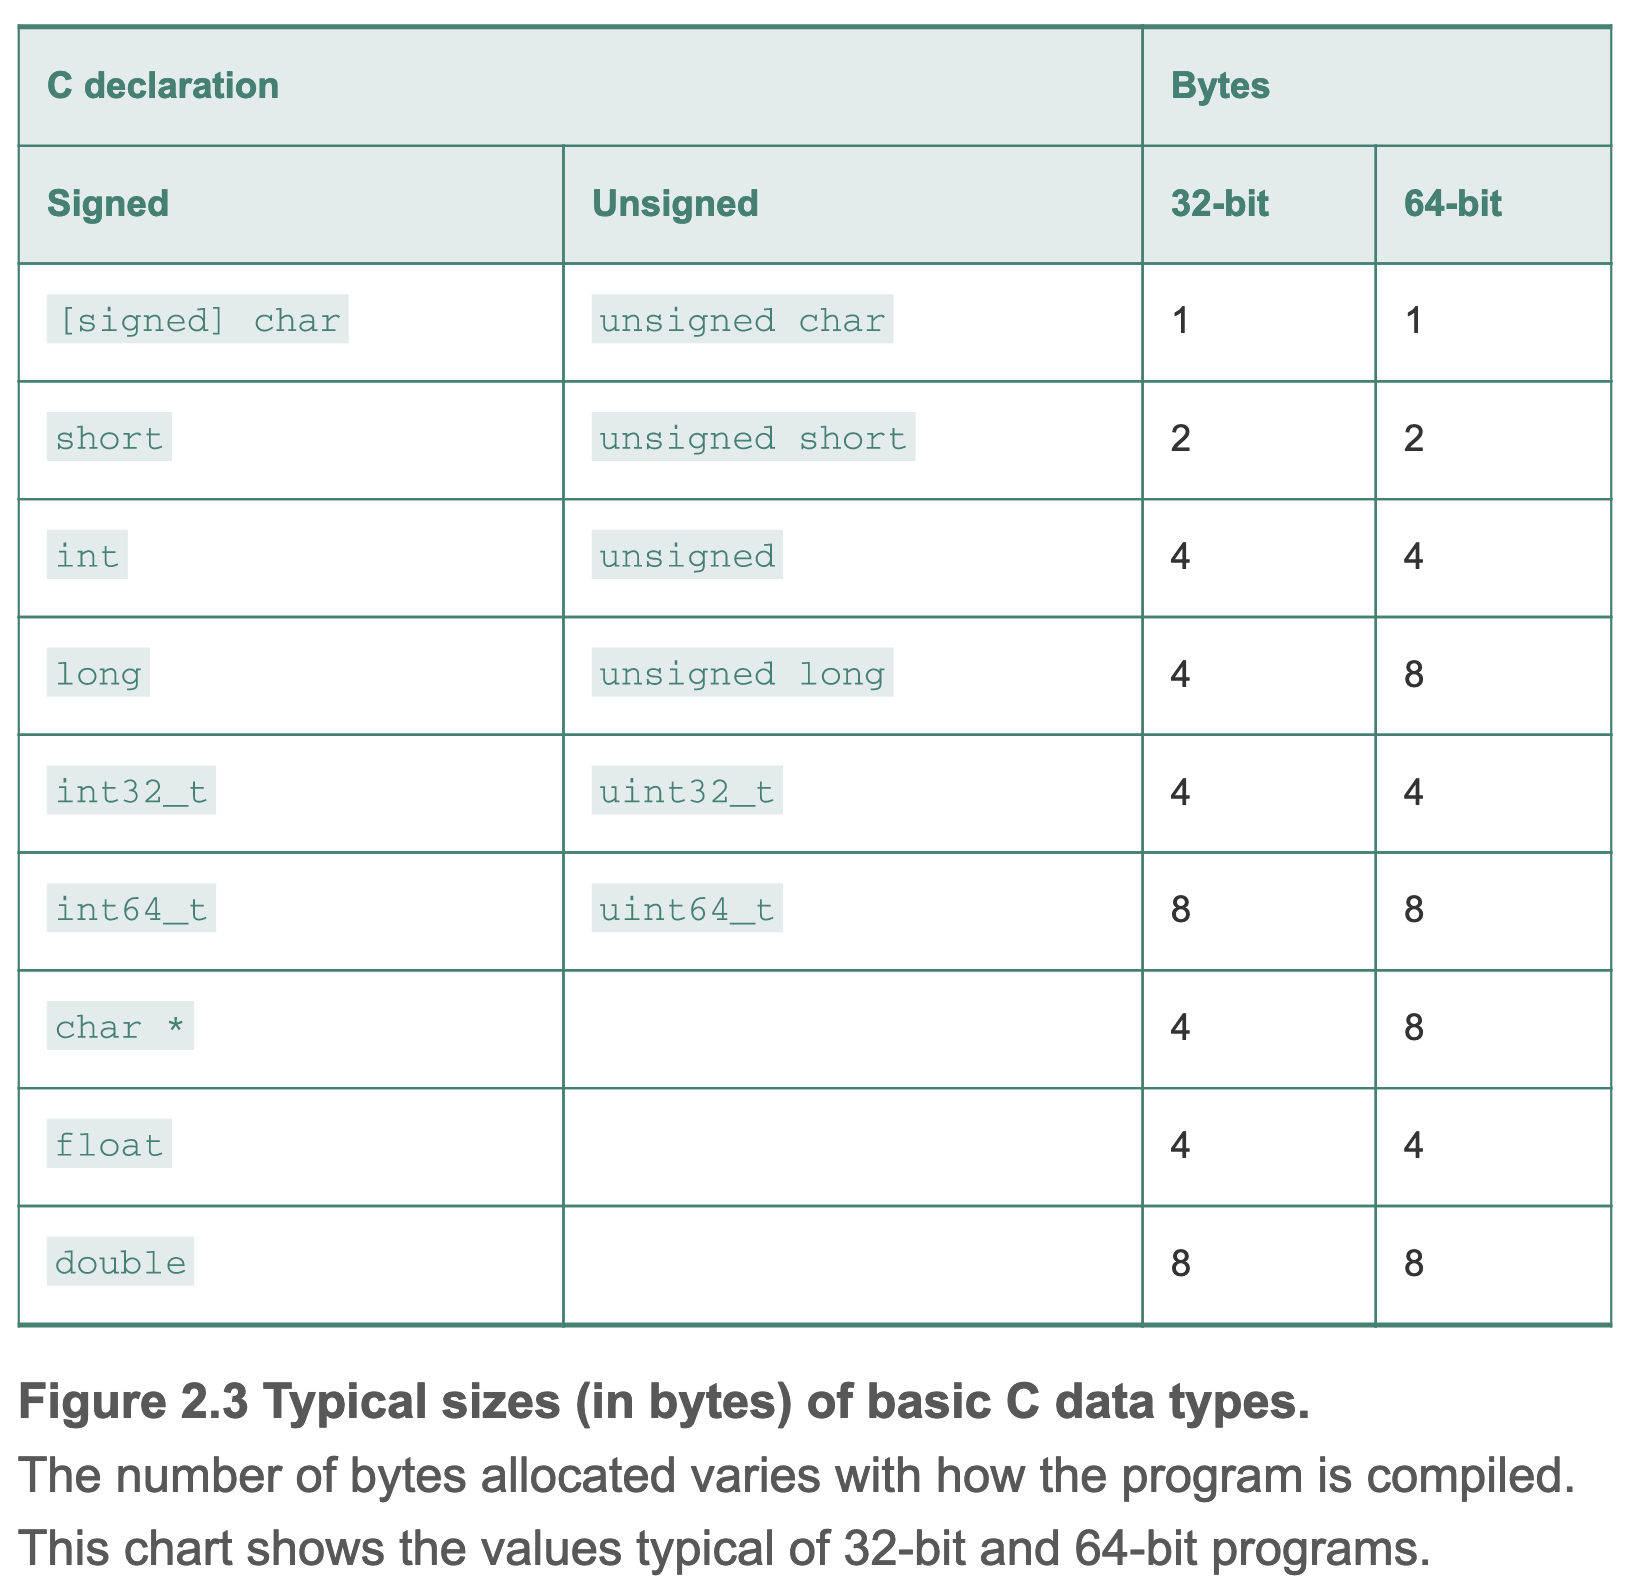 C declaration Bytes
Signed Unsigned 32-bit 64-bit
[signed] char unsigned char 1 1
short unsigned short 2 2
int unsigned 4 4
long unsigned long 4 8
int32_t uint32_t 4 4
int64_t uint64_t 8 8
char * 4 8
float 4 4
double 8 8
Figure 2.3 Typical sizes (in bytes) of basic C data types.
The number of bytes allocated varies with how the program is compiled.
This chart shows the values typical of 32-bit and 64-bit programs.